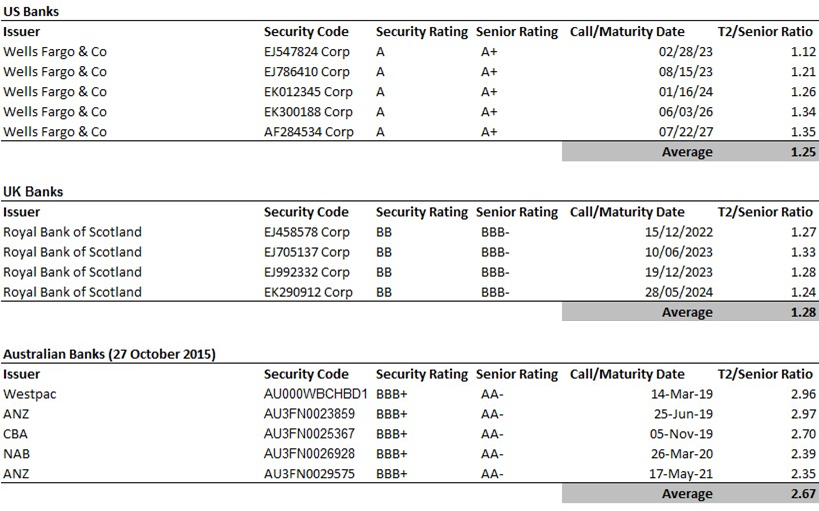 US Banks
Issuer Security Code Security Rating Senior Rating Call/Maturity Date T2/Senior Ratio
Wells Fargo & Co EJ547824 Corp A A+ 02/28/23 1.12
Wells Fargo & Co EJ786410 Corp A A+ 08/15/23 1.21
Wells Fargo & Co EK012345 Corp A A+ 01/16/24 1.26
Wells Fargo & Co EK300188 Corp A A+ 06/03/26 1.34
Wells Fargo & Co AF284534 Corp A A+ 07/22/27 1.35
Average 1.25
UK Banks
Issuer Security Code Security Rating Senior Rating Call/Maturity Date T2/Senior Ratio
Royal Bank of Scotland EJ458578 Corp BB BBB- 15/12/2022 1.27
Royal Bank of Scotland EJ705137 Corp BB BBB- 10/06/2023 1.33
Royal Bank of Scotland EJ992332 Corp BB BBB- 19/12/2023 1.28
Royal Bank of Scotland EK290912 Corp BB BBB- 28/05/2024 1.24
Average 1.28
Australian Banks (27 October 2015)
Issuer Security Code Security Rating Senior Rating Call/Maturity Date T2/Senior Ratio
Westpac AU000WBCHBD1 BBB+ AA- 14-Mar-19 2.96
ANZ AU3FN0023859 BBB+ AA- 25-Jun-19 2.97
CBA AU3FN0025367 BBB+ AA- 05-Nov-19 2.70
NAB AU3FN0026928 BBB+ AA- 26-Mar-20 2.39
ANZ AU3FN0029575 BBB+ AA- 17-May-21 2.35
Average 2.67